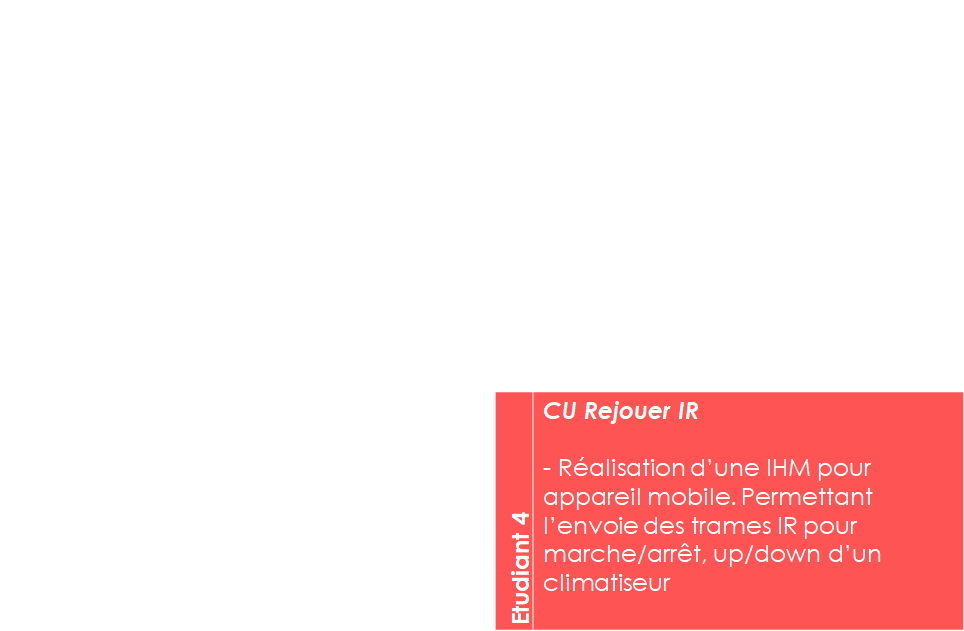 Etudiant 4
CU Rejouer IR
- Réalisation d’une IHM pour
appareil mobile. Permettant
l’envoie des trames IR pour
marche/arrêt, up/down d’un
climatiseur